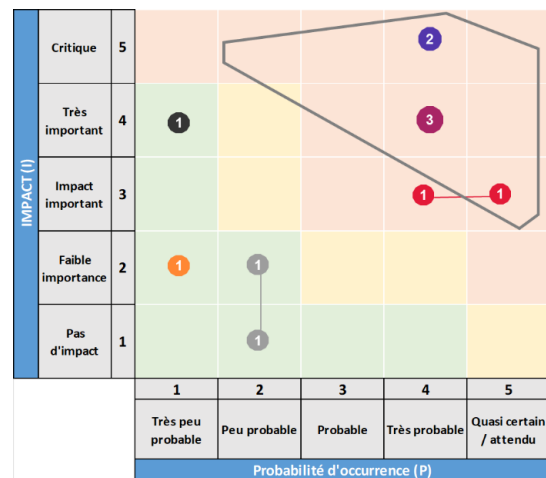 IMPACT (I)
Critique 5
2
Très
important 4
1
3
Impact
important 3
1 1
Faible
importance 2
1 1
Pas
d'impact 1
1
1 2 3 4 5
Très peu
probable
Peu probable
Probable
Très probable
Quasi certain
/ attendu
Probabilité d'occurrence (P)